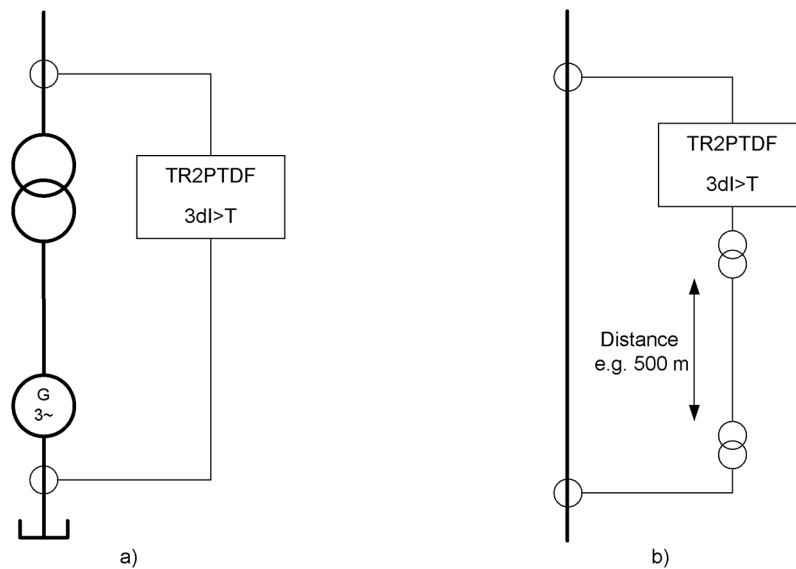 TR2PTDF
3dI>T
G
3~
a)
TR2PTDF
3dI>T
Distance
e.g. 500 m
b)